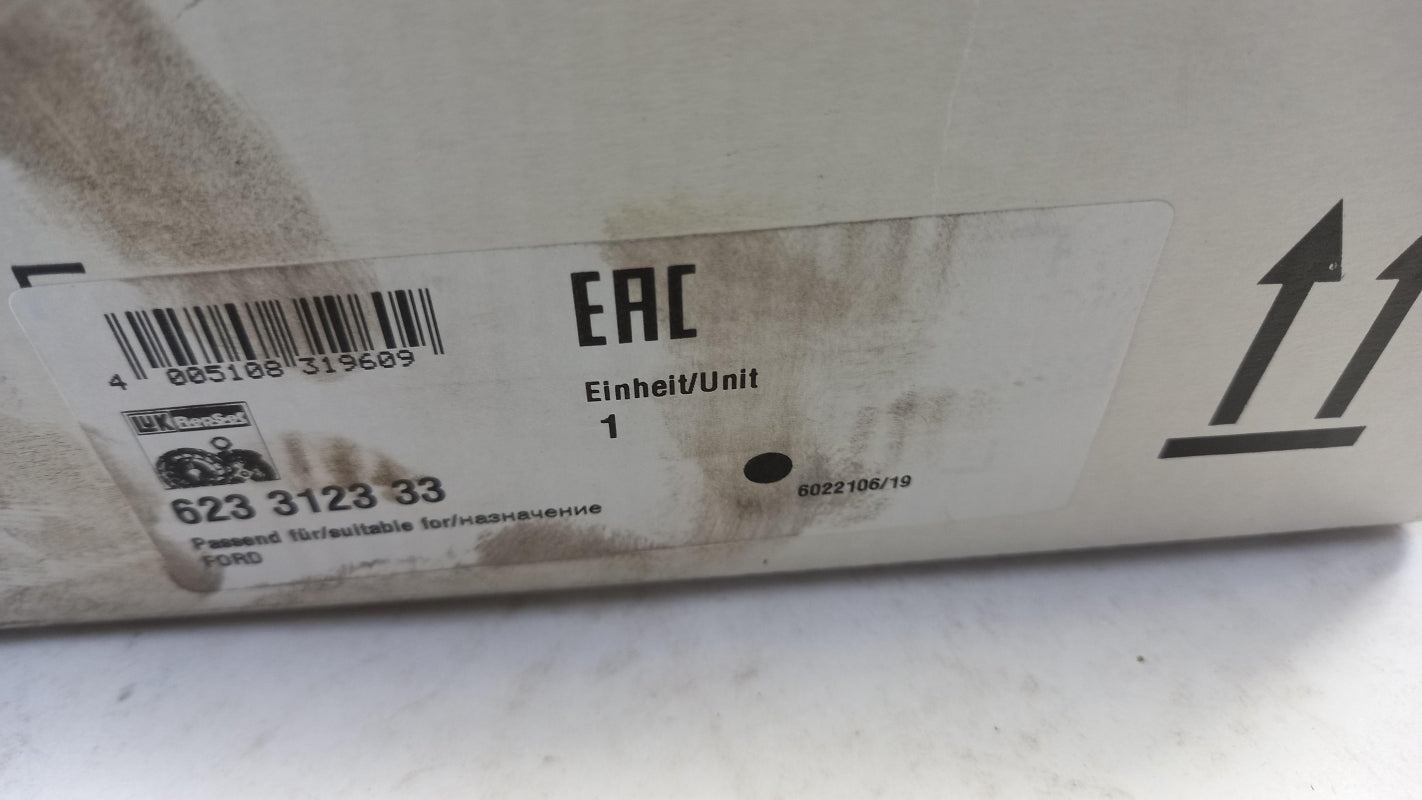 4 005108 319609
LuK RepSet
623 3123 33
Passend für/suitable for/назначение
FORD
EAC
Einheit/Unit
1
6022106/19